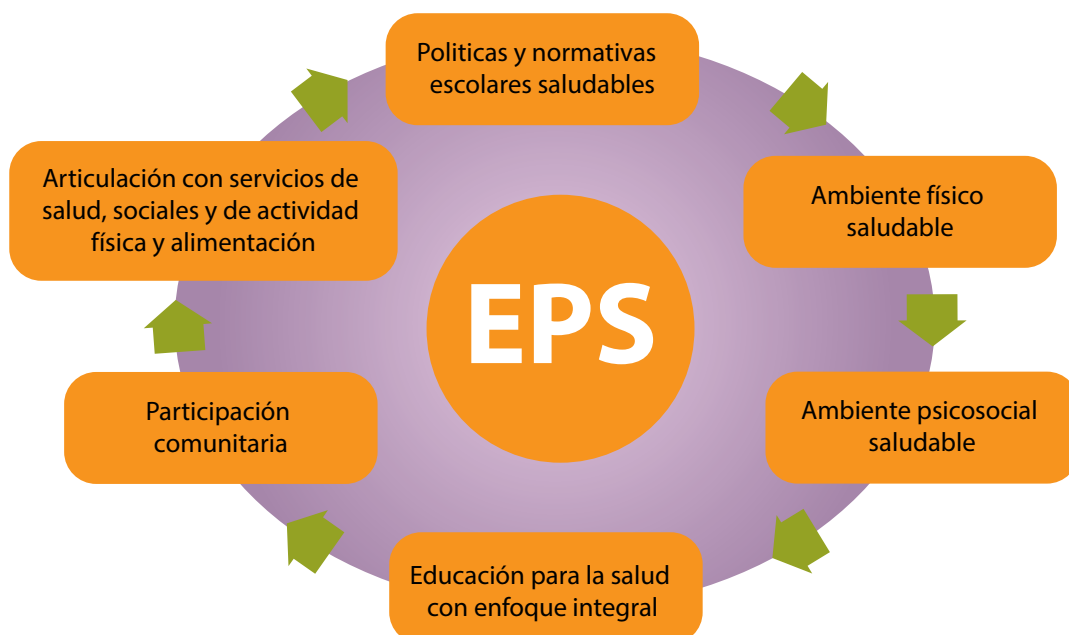 Politicas y normativas
escolares saludables
Ambiente físico
saludable
Ambiente psicosocial
saludable
Educación para la salud
con enfoque integral
Participación
comunitaria
Articulación con servicios de
salud, sociales y de actividad
física y alimentación
EPS